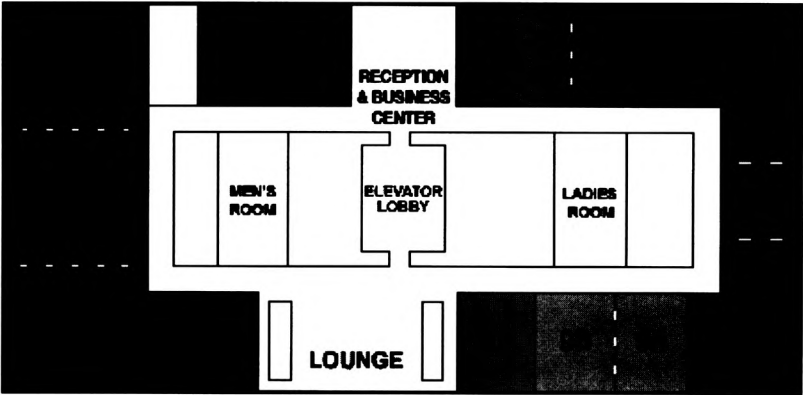 RECEPTION
& BUSINESS
CENTER
MEN'S
ROOM
ELEVATOR
LOBBY
LADIES
ROOM
LOUNGE